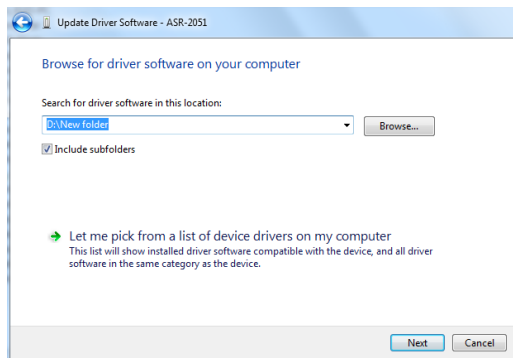 Update Driver Software - ASR-2051
Browse for driver software on your computer
Search for driver software in this location:
D:\New folder
Browse...
Include subfolders
Let me pick from a list of device drivers on my computer
This list will show installed driver software compatible with the device, and all driver
software in the same category as the device.
Next
Cancel